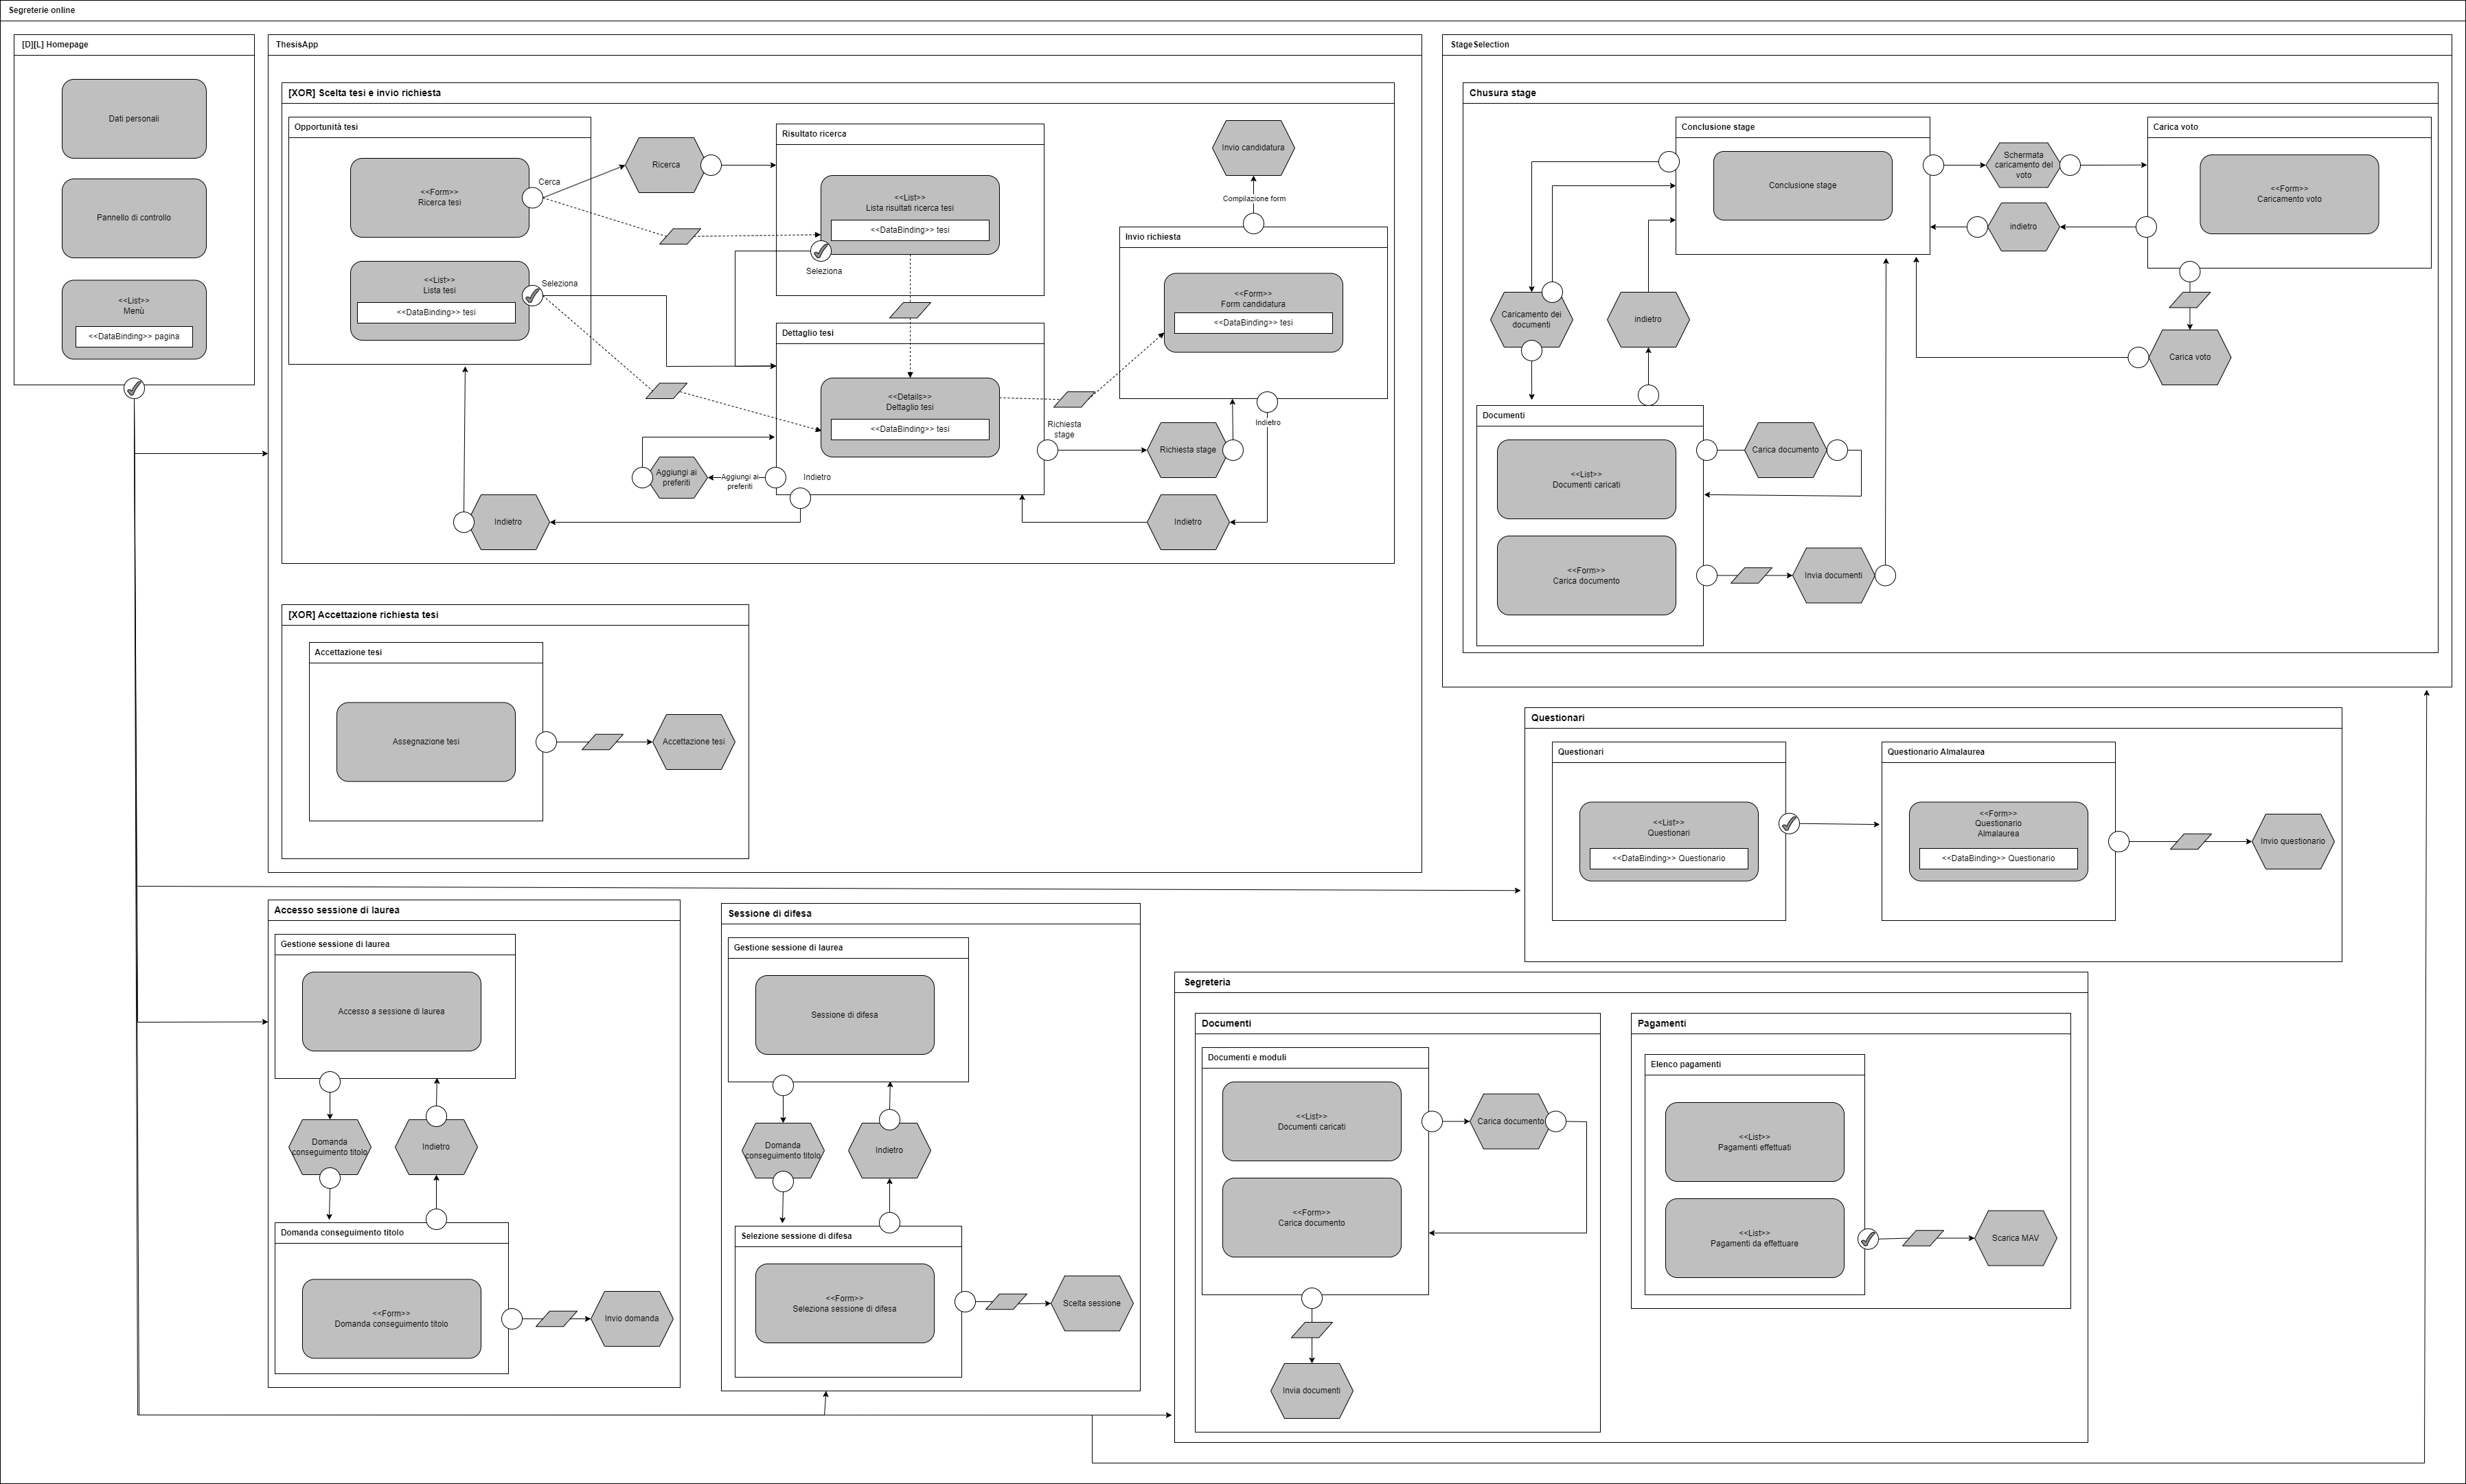 Segreterie online
[D][L] Homepage
Dati personali
Pannello di controllo
<<List>>
Menù
<<DataBinding>> pagina
ThesisApp
[XOR] Scelta tesi e invio richiesta
Opportunità tesi
<<Form>>
Ricerca tesi
Cerca
<<List>>
Lista tesi
<<DataBinding>> tesi
Seleziona
Ricerca
Risultato ricerca
<<List>>
Lista risultati ricerca tesi
<<DataBinding>> tesi
Seleziona
Dettaglio tesi
<<Details>>
Dettaglio tesi
<<DataBinding>> tesi
Aggiungi ai
preferiti
Aggiungi ai
preferiti
Indietro
Indietro
Richiesta
stage
Richiesta stage
Invio candidatura
Compilazione form
Invio richiesta
<<Form>>
Form candidatura
<<DataBinding>> tesi
Indietro
Indietro
[XOR] Accettazione richiesta tesi
Accettazione tesi
Assegnazione tesi
Accettazione tesi
StageSelection
Chusura stage
Conclusione stage
Conclusione stage
Schermata
caricamento del
voto
indietro
Carica voto
<<Form>>
Caricamento voto
Carica voto
Caricamento dei
documenti
indietro
Documenti
<<List>>
Documenti caricati
<<Form>>
Carica documento
Carica documento
Invia documenti
Questionari
Questionari
<<List>>
Questionari
<<DataBinding>> Questionario
Questionario Almalaurea
<<Form>>
Questionario
Almalaurea
<<DataBinding>> Questionario
Invio questionario
Accesso sessione di laurea
Gestione sessione di laurea
Accesso a sessione di laurea
Domanda
conseguimento titolo
Indietro
Domanda conseguimento titolo
<<Form>>
Domanda conseguimento titolo
Invio domanda
Sessione di difesa
Gestione sessione di laurea
Sessione di difesa
Domanda
conseguimento titolo
Indietro
Selezione sessione di difesa
<<Form>>
Seleziona sessione di difesa
Scelta sessione
Segreteria
Documenti
Documenti e moduli
<<List>>
Documenti caricati
<<Form>>
Carica documento
Carica documento
Invia documenti
Pagamenti
Elenco pagamenti
<<List>>
Pagamenti effettuati
<<List>>
Pagamenti da effettuare
Scarica MAV